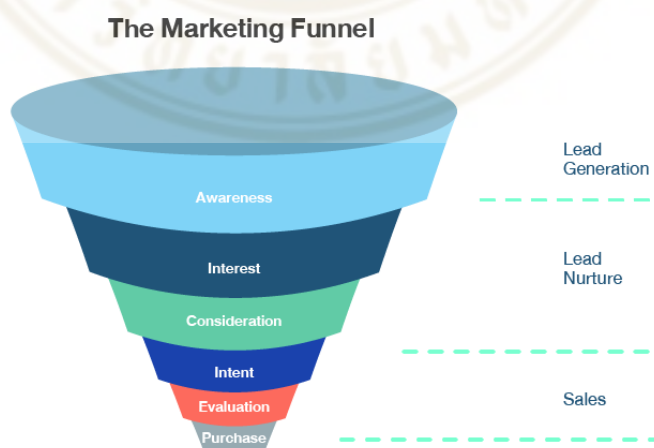 The Marketing Funnel
Awareness
Lead
Generation
Interest
Lead
Nurture
Consideration
Intent
Evaluation
Sales
Purchase